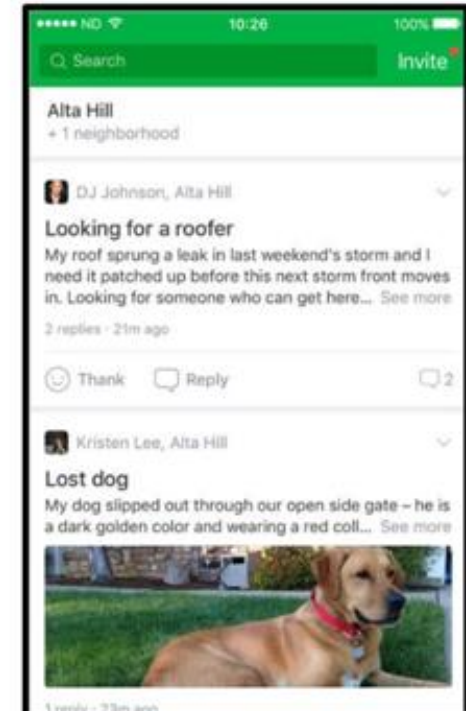 ND 10:26 100%
Search Invite
Alta Hill
+ 1 neighborhood
DJ Johnson, Alta Hill
Looking for a roofer
My roof sprung a leak in last weekend's storm and I
need it patched up before this next storm front moves
in. Looking for someone who can get here... See more
2 replies · 21m ago
Thank Reply 2
Kristen Lee, Alta Hill
Lost dog
My dog slipped out through our open side gate – he is
a dark golden color and wearing a red coll... See more
1 reply · 23m ago